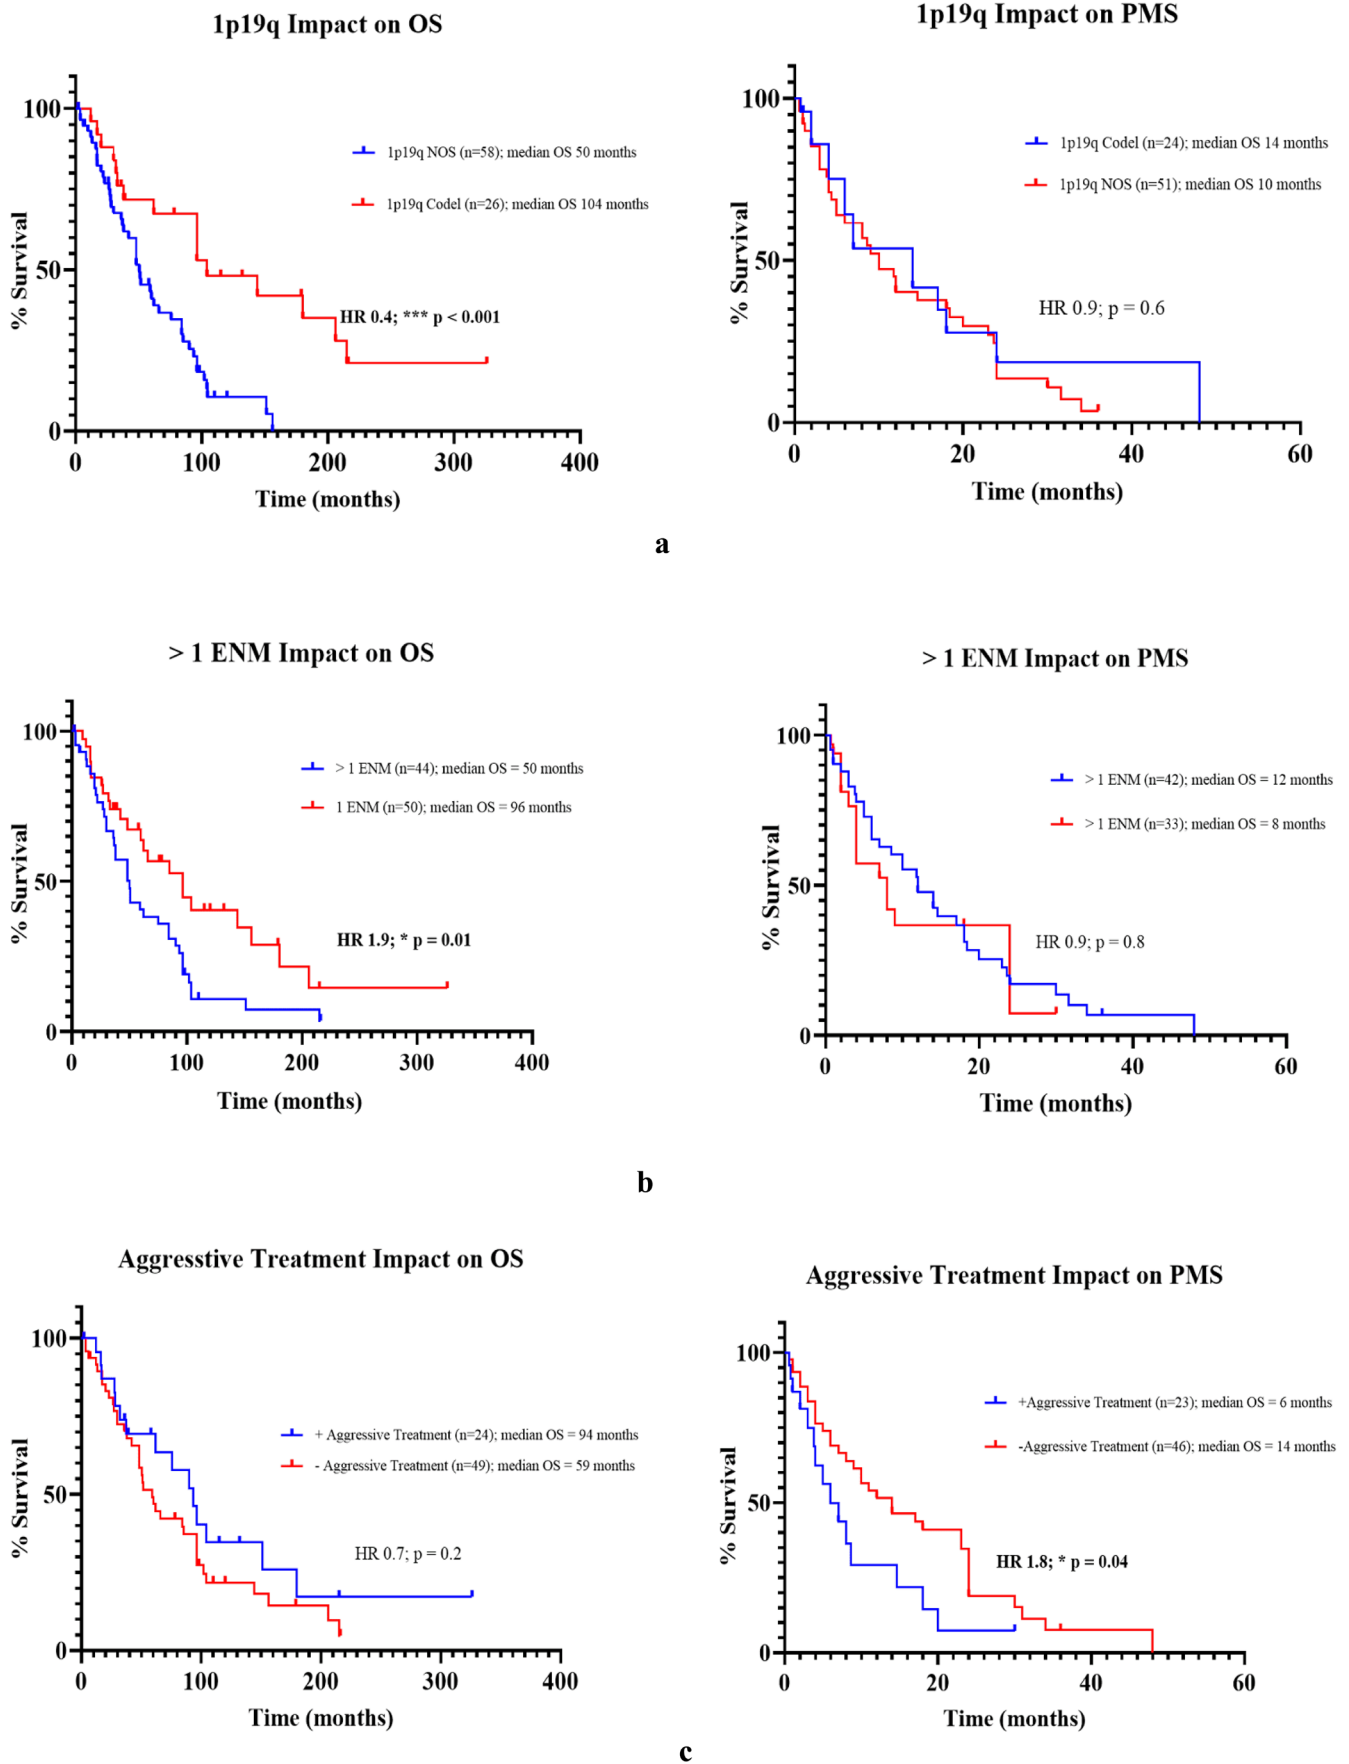 1p19q Impact on OS
100
50
0
% Survival
1p19q NOS (n=58); median OS 50 months
1p19q Codel (n=26); median OS 104 months
HR 0.4; *** p < 0.001
0 100 200 300 400
Time (months)
1p19q Impact on PMS
100
50
0
% Survival
1p19q Codel (n=24); median OS 14 months
1p19q NOS (n=51); median OS 10 months
HR 0.9; p = 0.6
0 20 40 60
Time (months)
a
> 1 ENM Impact on OS
100
50
0
% Survival
> 1 ENM (n=44); median OS = 50 months
1 ENM (n=50); median OS = 96 months
HR 1.9; * p = 0.01
0 100 200 300 400
Time (months)
> 1 ENM Impact on PMS
100
50
0
% Survival
> 1 ENM (n=42); median OS = 12 months
> 1 ENM (n=33); median OS = 8 months
HR 0.9; p = 0.8
0 20 40 60
Time (months)
b
Aggresstive Treatment Impact on OS
100
50
0
% Survival
+ Aggressive Treatment (n=24); median OS = 94 months
- Aggressive Treatment (n=49); median OS = 59 months
HR 0.7; p = 0.2
0 100 200 300 400
Time (months)
Aggressive Treatment Impact on PMS
100
50
0
% Survival
+Aggressive Treatment (n=23); median OS = 6 months
-Aggressive Treatment (n=46); median OS = 14 months
HR 1.8; * p = 0.04
0 20 40 60
Time (months)
c